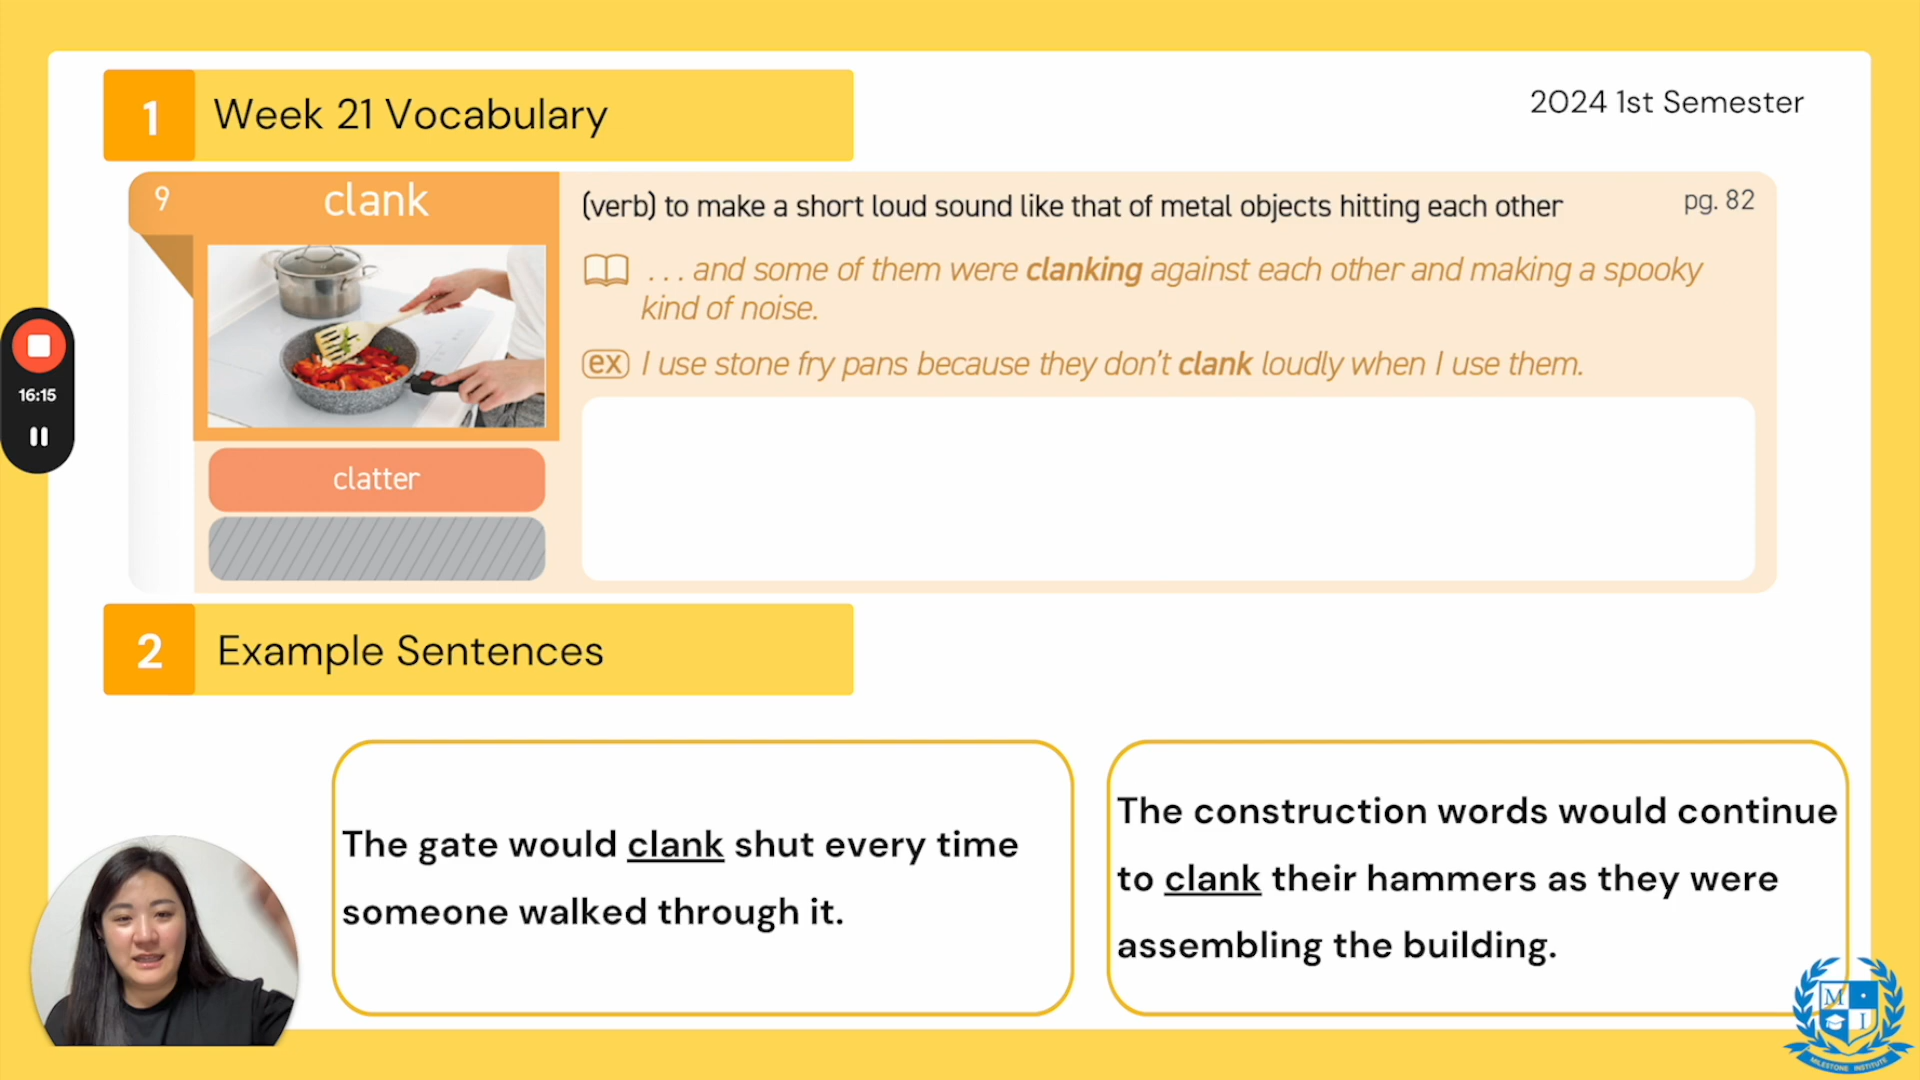 1 Week 21 Vocabulary
2024 1st Semester
9 clank
(verb) to make a short loud sound like that of metal objects hitting each other
pg. 82
. . . and some of them were clanking against each other and making a spooky
kind of noise.
ex I use stone fry pans because they don't clank loudly when I use them.
clatter
16:15
2 Example Sentences
The gate would clank shut every time
someone walked through it.
The construction words would continue
to clank their hammers as they were
assembling the building.
M
I
MILESTONE INSTITUTE